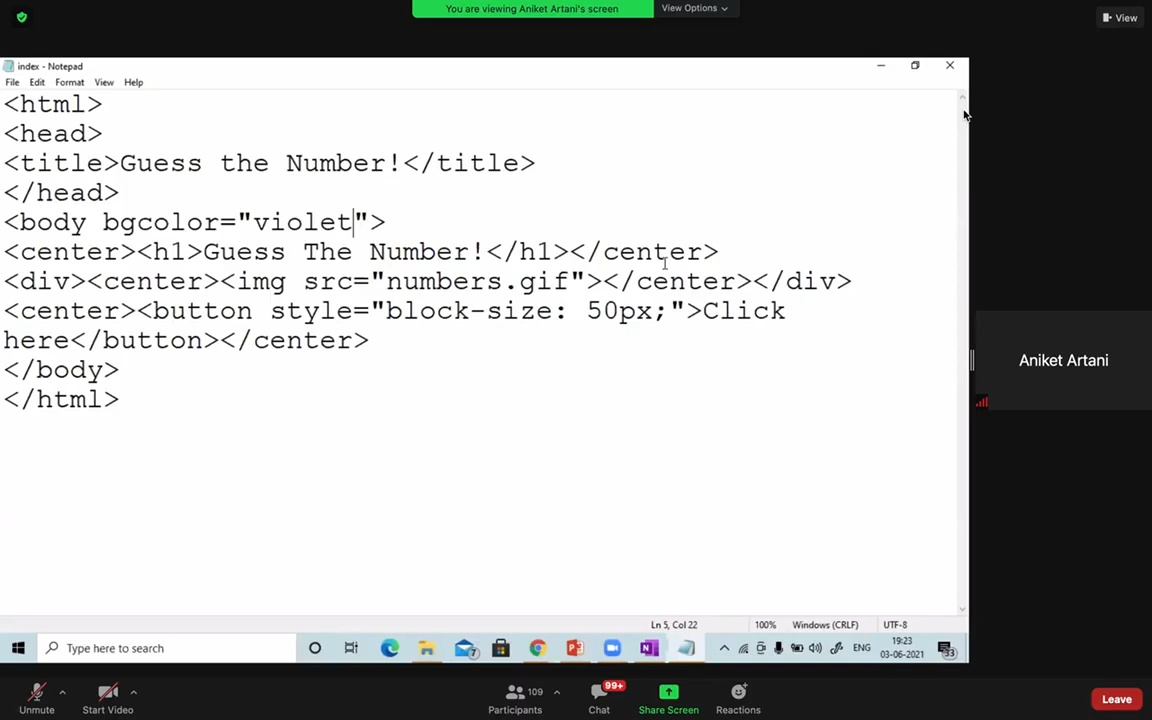 You are viewing Aniket Artani's screen
View Options
View
index - Notepad
File Edit Format View Help
<html>
<head>
<title>Guess the Number!</title>
</head>
<body bgcolor="violet">
<center><h1>Guess The Number!</h1></center>
<div><center><img src="numbers.gif"></center></div>
<center><button style="block-size: 50px;">Click
here</button></center>
</body>
</html>
Aniket Artani
Ln 5, Col 22
100%
Windows (CRLF)
UTF-8
Type here to search
7
ENG
19:23
03-06-2021
33
Unmute
Start Video
109
Participants
99+
Chat
Share Screen
Reactions
Leave